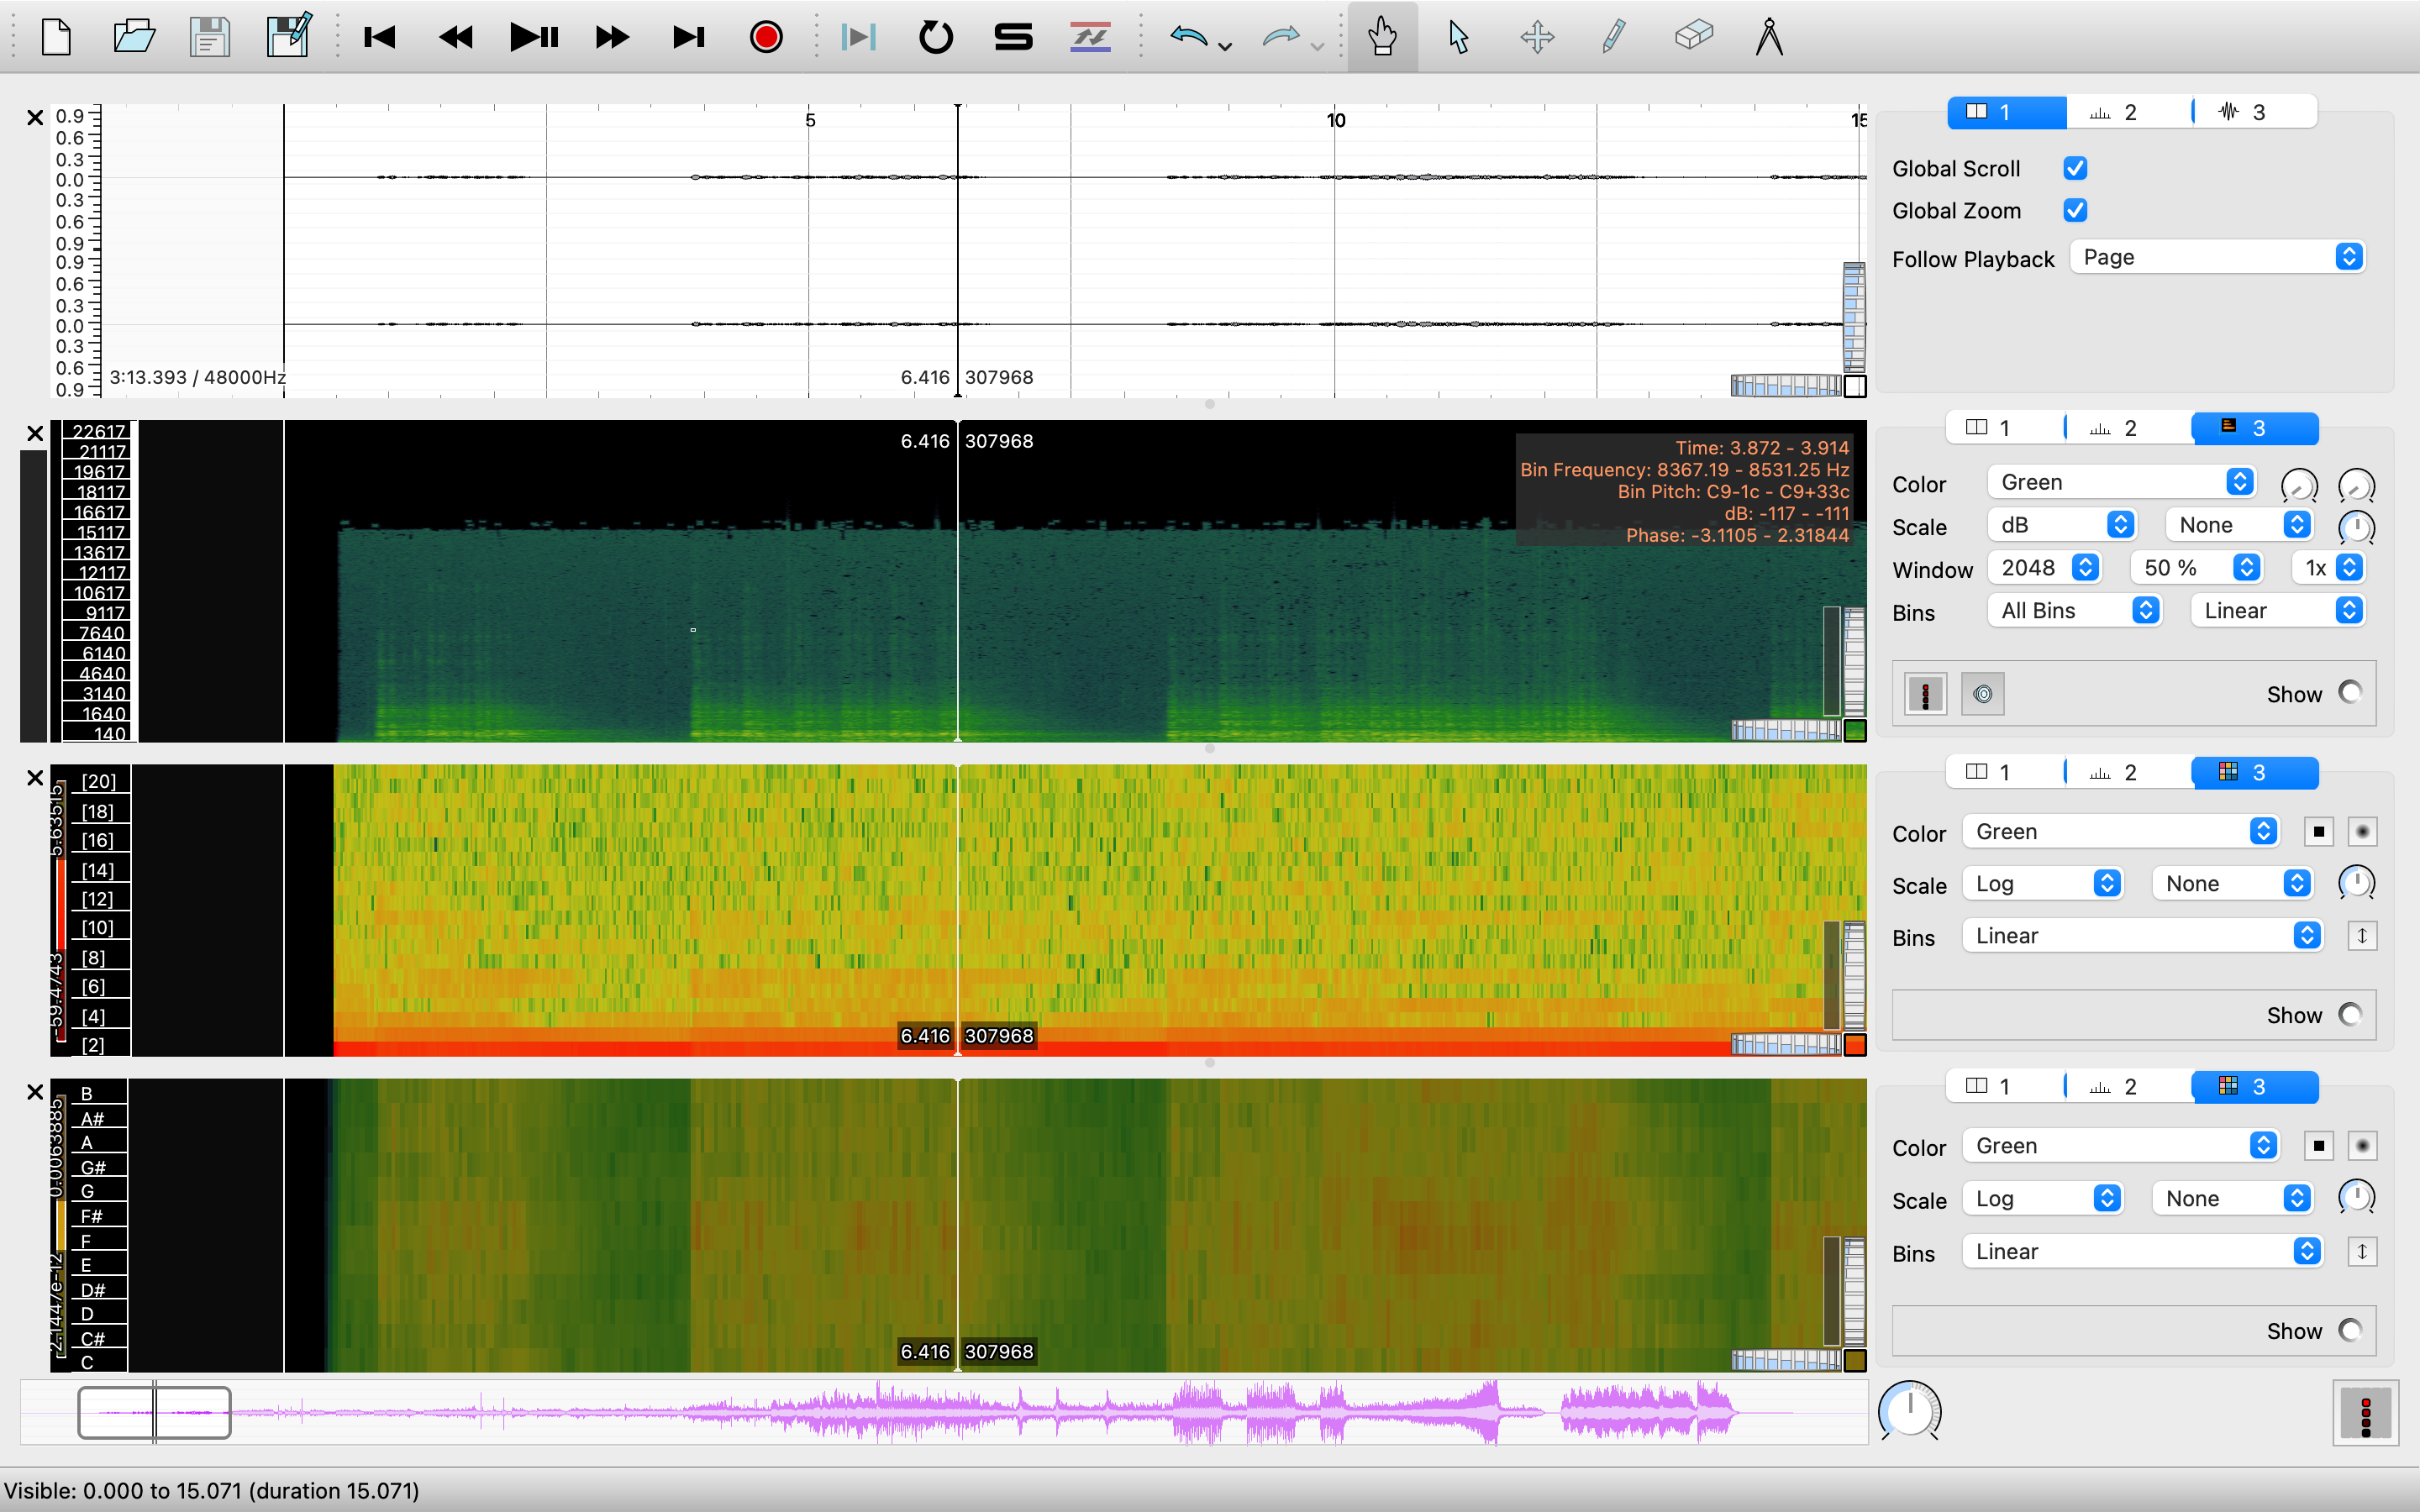 0.9
0.6
0.3
0.0
0.3
0.6
0.9
0.9
0.6
0.3
0.0
0.3
0.6
0.9
5
10
15
3:13.393 / 48000Hz
6.416 307968
1 2 3
Global Scroll
Global Zoom
Follow Playback Page
22617
21117
19617
18117
16617
15117
13617
12117
10617
9117
7640
6140
4640
3140
1640
140
6.416 307968
Time: 3.872 - 3.914
Bin Frequency: 8367.19 - 8531.25 Hz
Bin Pitch: C9-1c - C9+33c
dB: -117 - -111
Phase: -3.1105 - 2.31844
1 2 3
Color Green
Scale dB None
Window 2048 50 % 1x
Bins All Bins Linear
Show
5.63515
-59.4743
[20]
[18]
[16]
[14]
[12]
[10]
[8]
[6]
[4]
[2]
6.416 307968
1 2 3
Color Green
Scale Log None
Bins Linear
Show
0.0063885
2.1447e-12
B
A#
A
G#
G
F#
F
E
D#
D
C#
C
6.416 307968
1 2 3
Color Green
Scale Log None
Bins Linear
Show
Visible: 0.000 to 15.071 (duration 15.071)